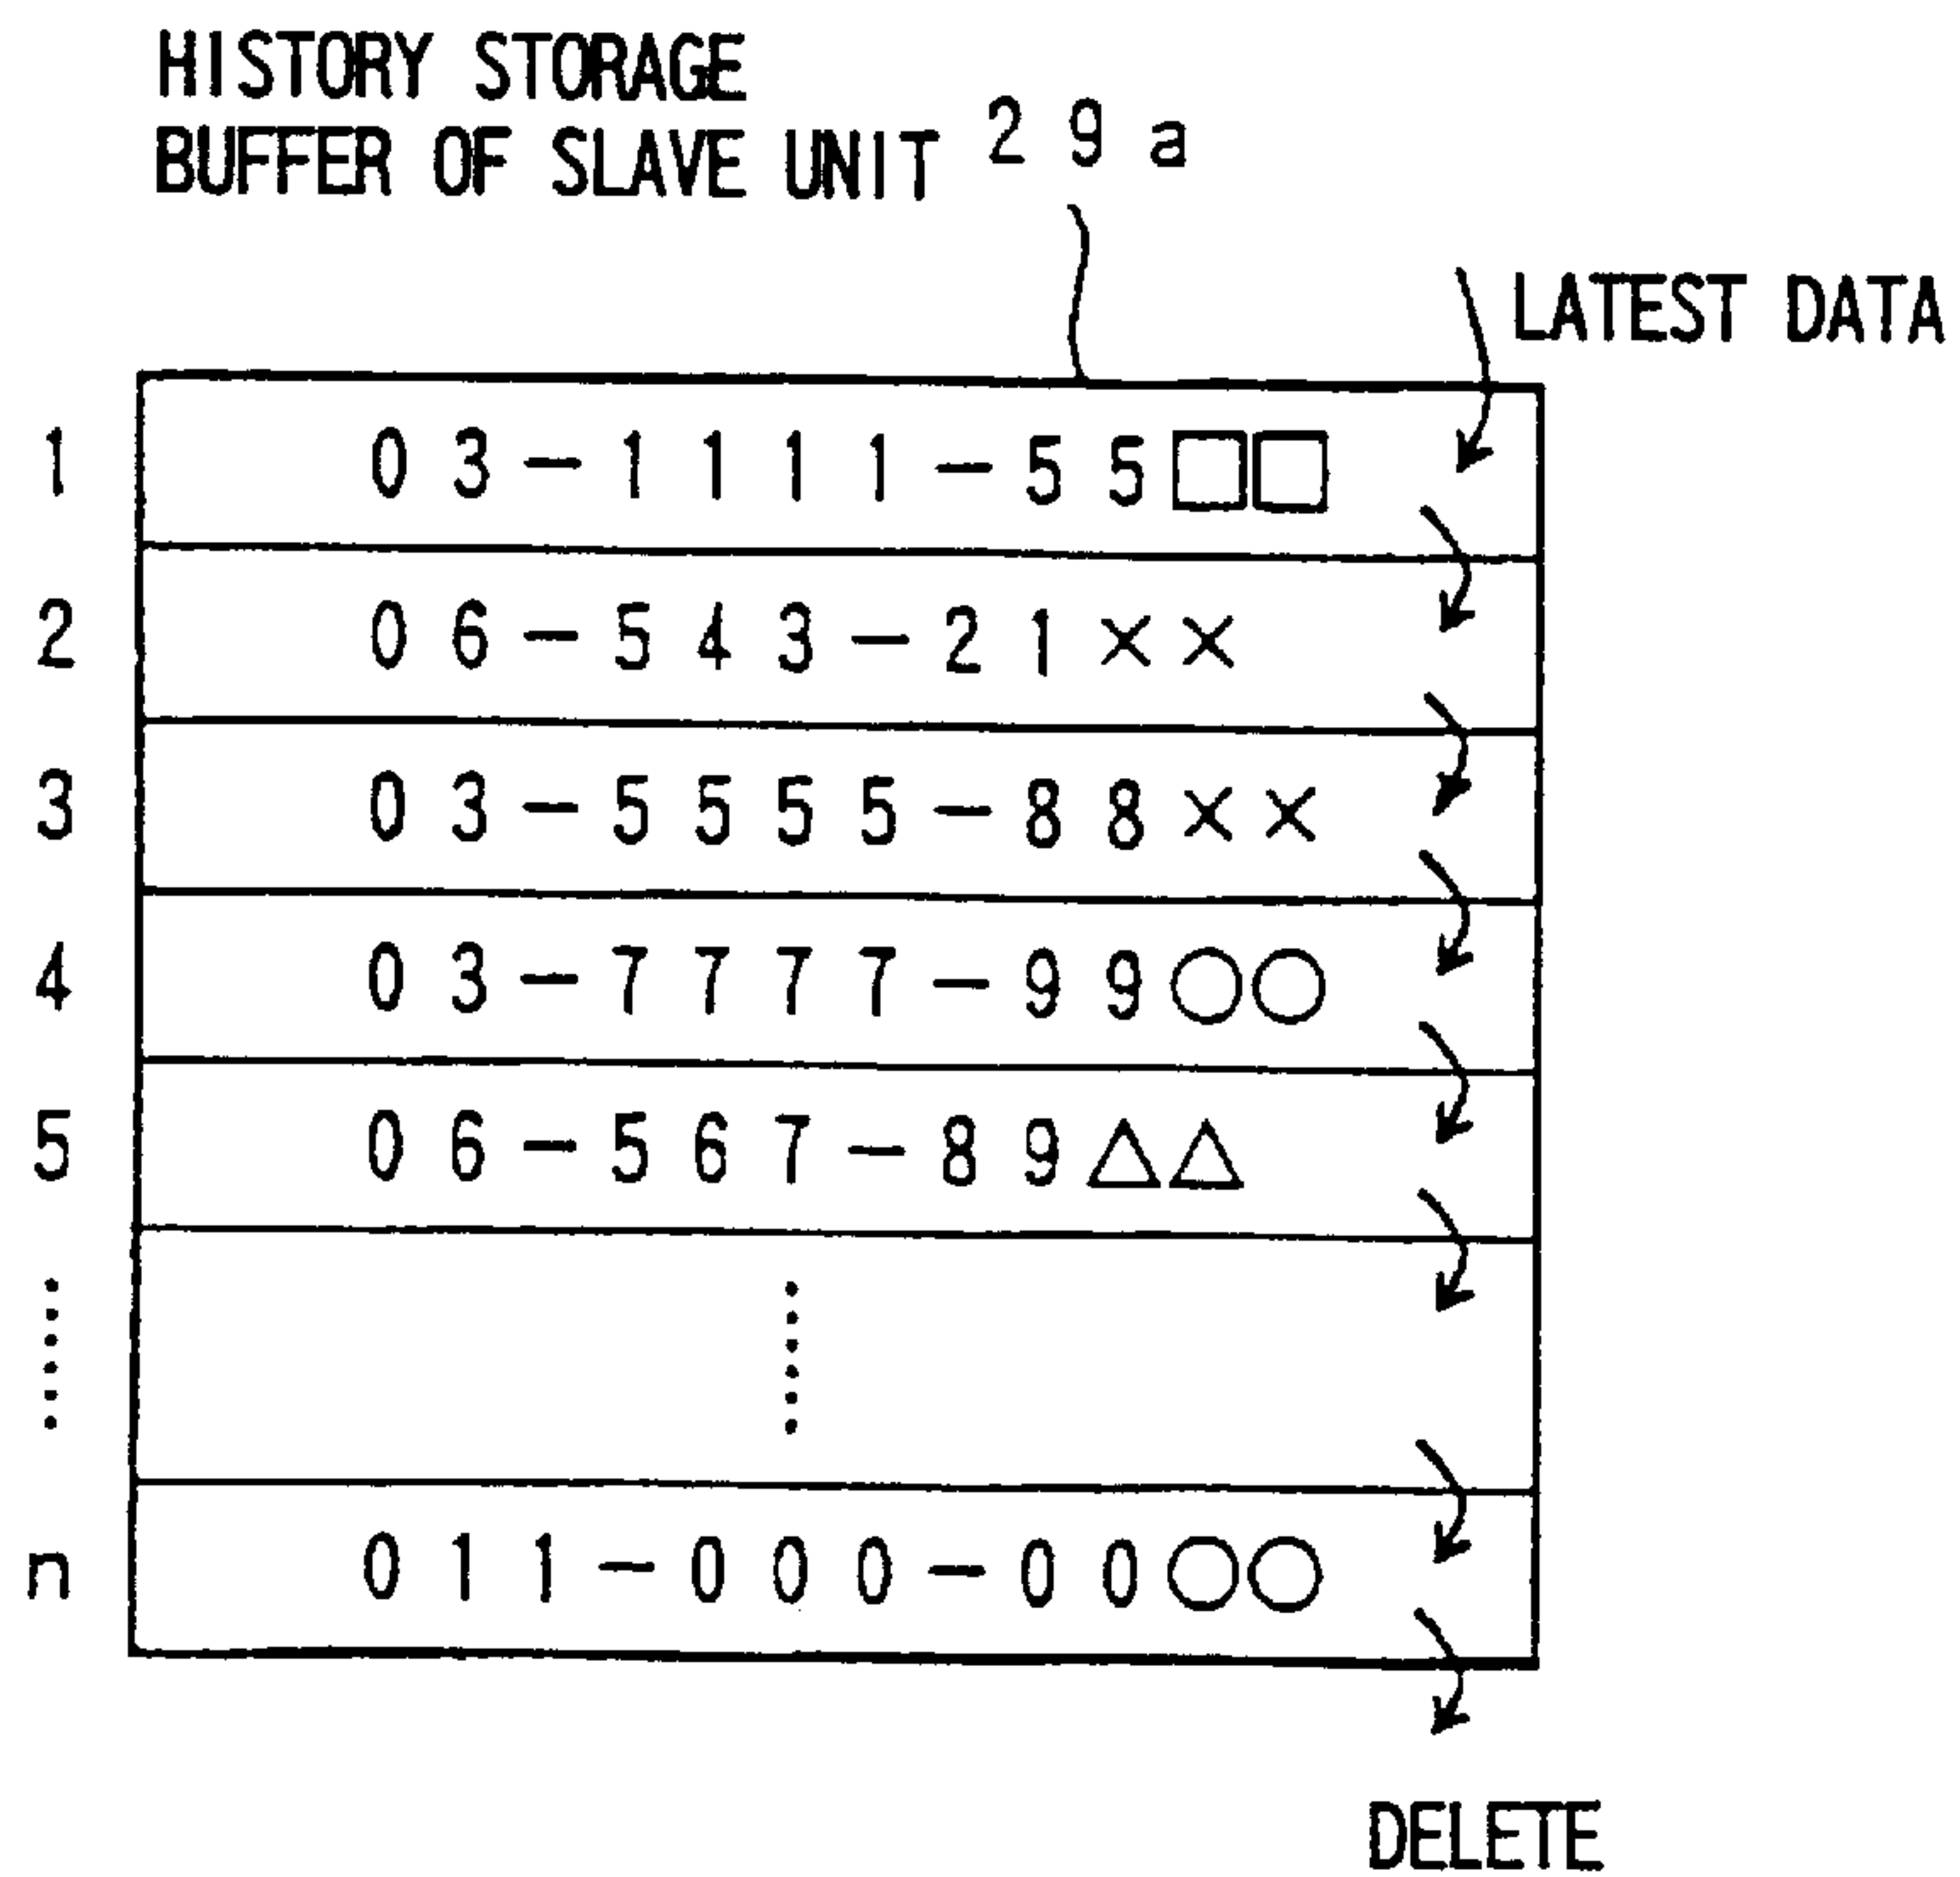 HISTORY STORAGE
BUFFER OF SLAVE UNIT 29a
LATEST DATA
1 03-1111-55□□
2 06-543-21××
3 03-5555-88××
4 03-7777-99○○
5 06-567-89△△
n 011-000-00○○
DELETE